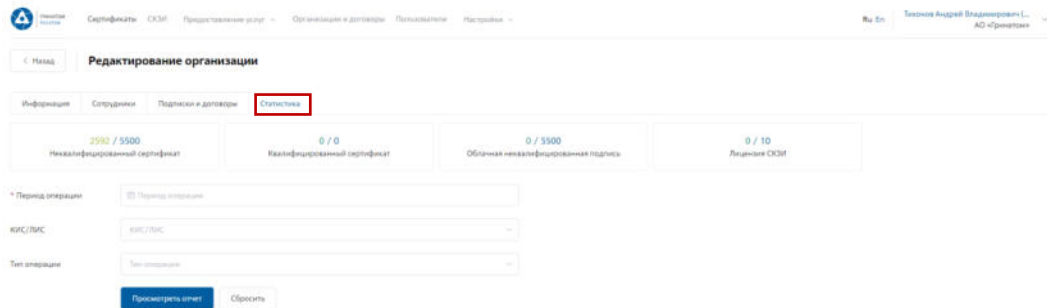 Гринатом
РОСАТОМ
Сертификаты СКЗИ Предоставление услуг Организации и договоры Пользователи Настройки
Ru En
Тихонов Андрей Владимирович (...
АО «Гринатом»
< Назад
Редактирование организации
Информация Сотрудники Подписки и договоры Статистика
2592 / 5500
Неквалифицированный сертификат
0 / 0
Квалифицированный сертификат
0 / 5500
Облачная неквалифицированная подпись
0 / 10
Лицензия СКЗИ
* Период операции
Период операции
КИС/ЛИС
КИС/ЛИС
Тип операции
Тип операции
Просмотреть отчет Сбросить